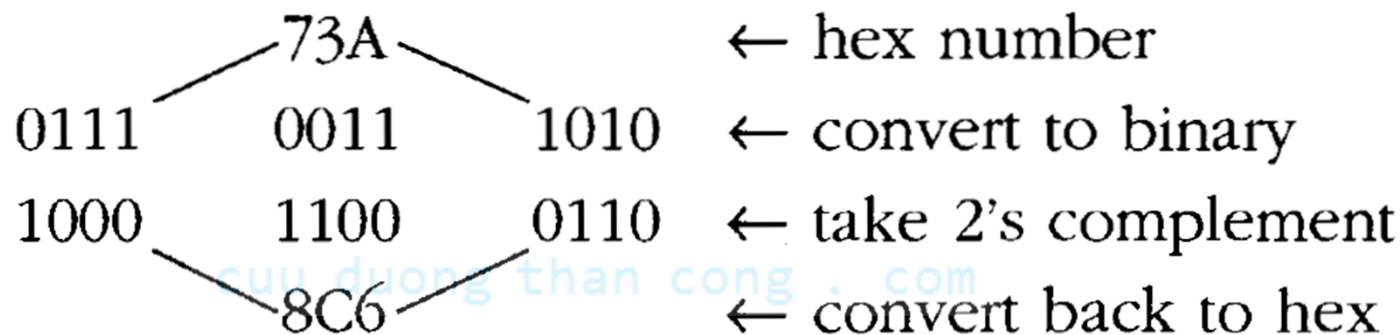 73A ← hex number
0111 0011 1010 ← convert to binary
1000 1100 0110 ← take 2's complement
cuu duong than cong . com
8C6 ← convert back to hex